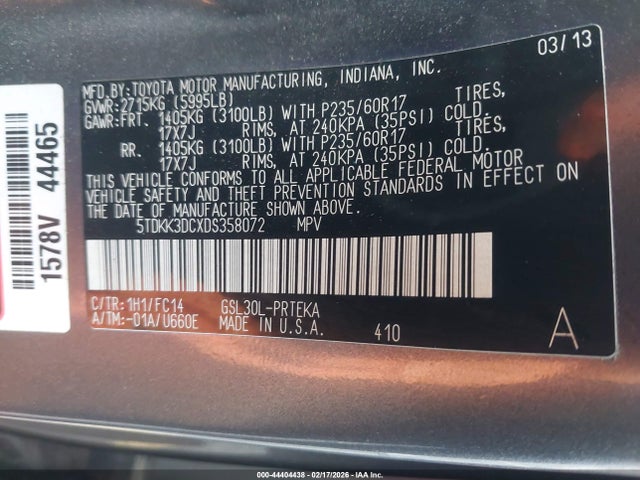 03/13
MFD.BY:TOYOTA MOTOR MANUFACTURING, INDIANA, INC.
GVWR:2715KG (5995LB)
GAWR:FRT. 1405KG (3100LB) WITH P235/60R17 TIRES,
17X7J RIMS, AT 240KPA (35PSI) COLD.
RR. 1405KG (3100LB) WITH P235/60R17 TIRES,
17X7J RIMS, AT 240KPA (35PSI) COLD.
THIS VEHICLE CONFORMS TO ALL APPLICABLE FEDERAL MOTOR
VEHICLE SAFETY AND THEFT PREVENTION STANDARDS IN EFFECT ON
THE DATE OF MANUFACTURE SHOWN ABOVE.
5TDKK3DCXDS358072 MPV
C/TR:1H1/FC14 GSL30L-PRTEKA
A/TM:-01A/U660E MADE IN U.S.A. 410
A
1578V 44465
000-44404438 - 02/17/2026 - IAA Inc.